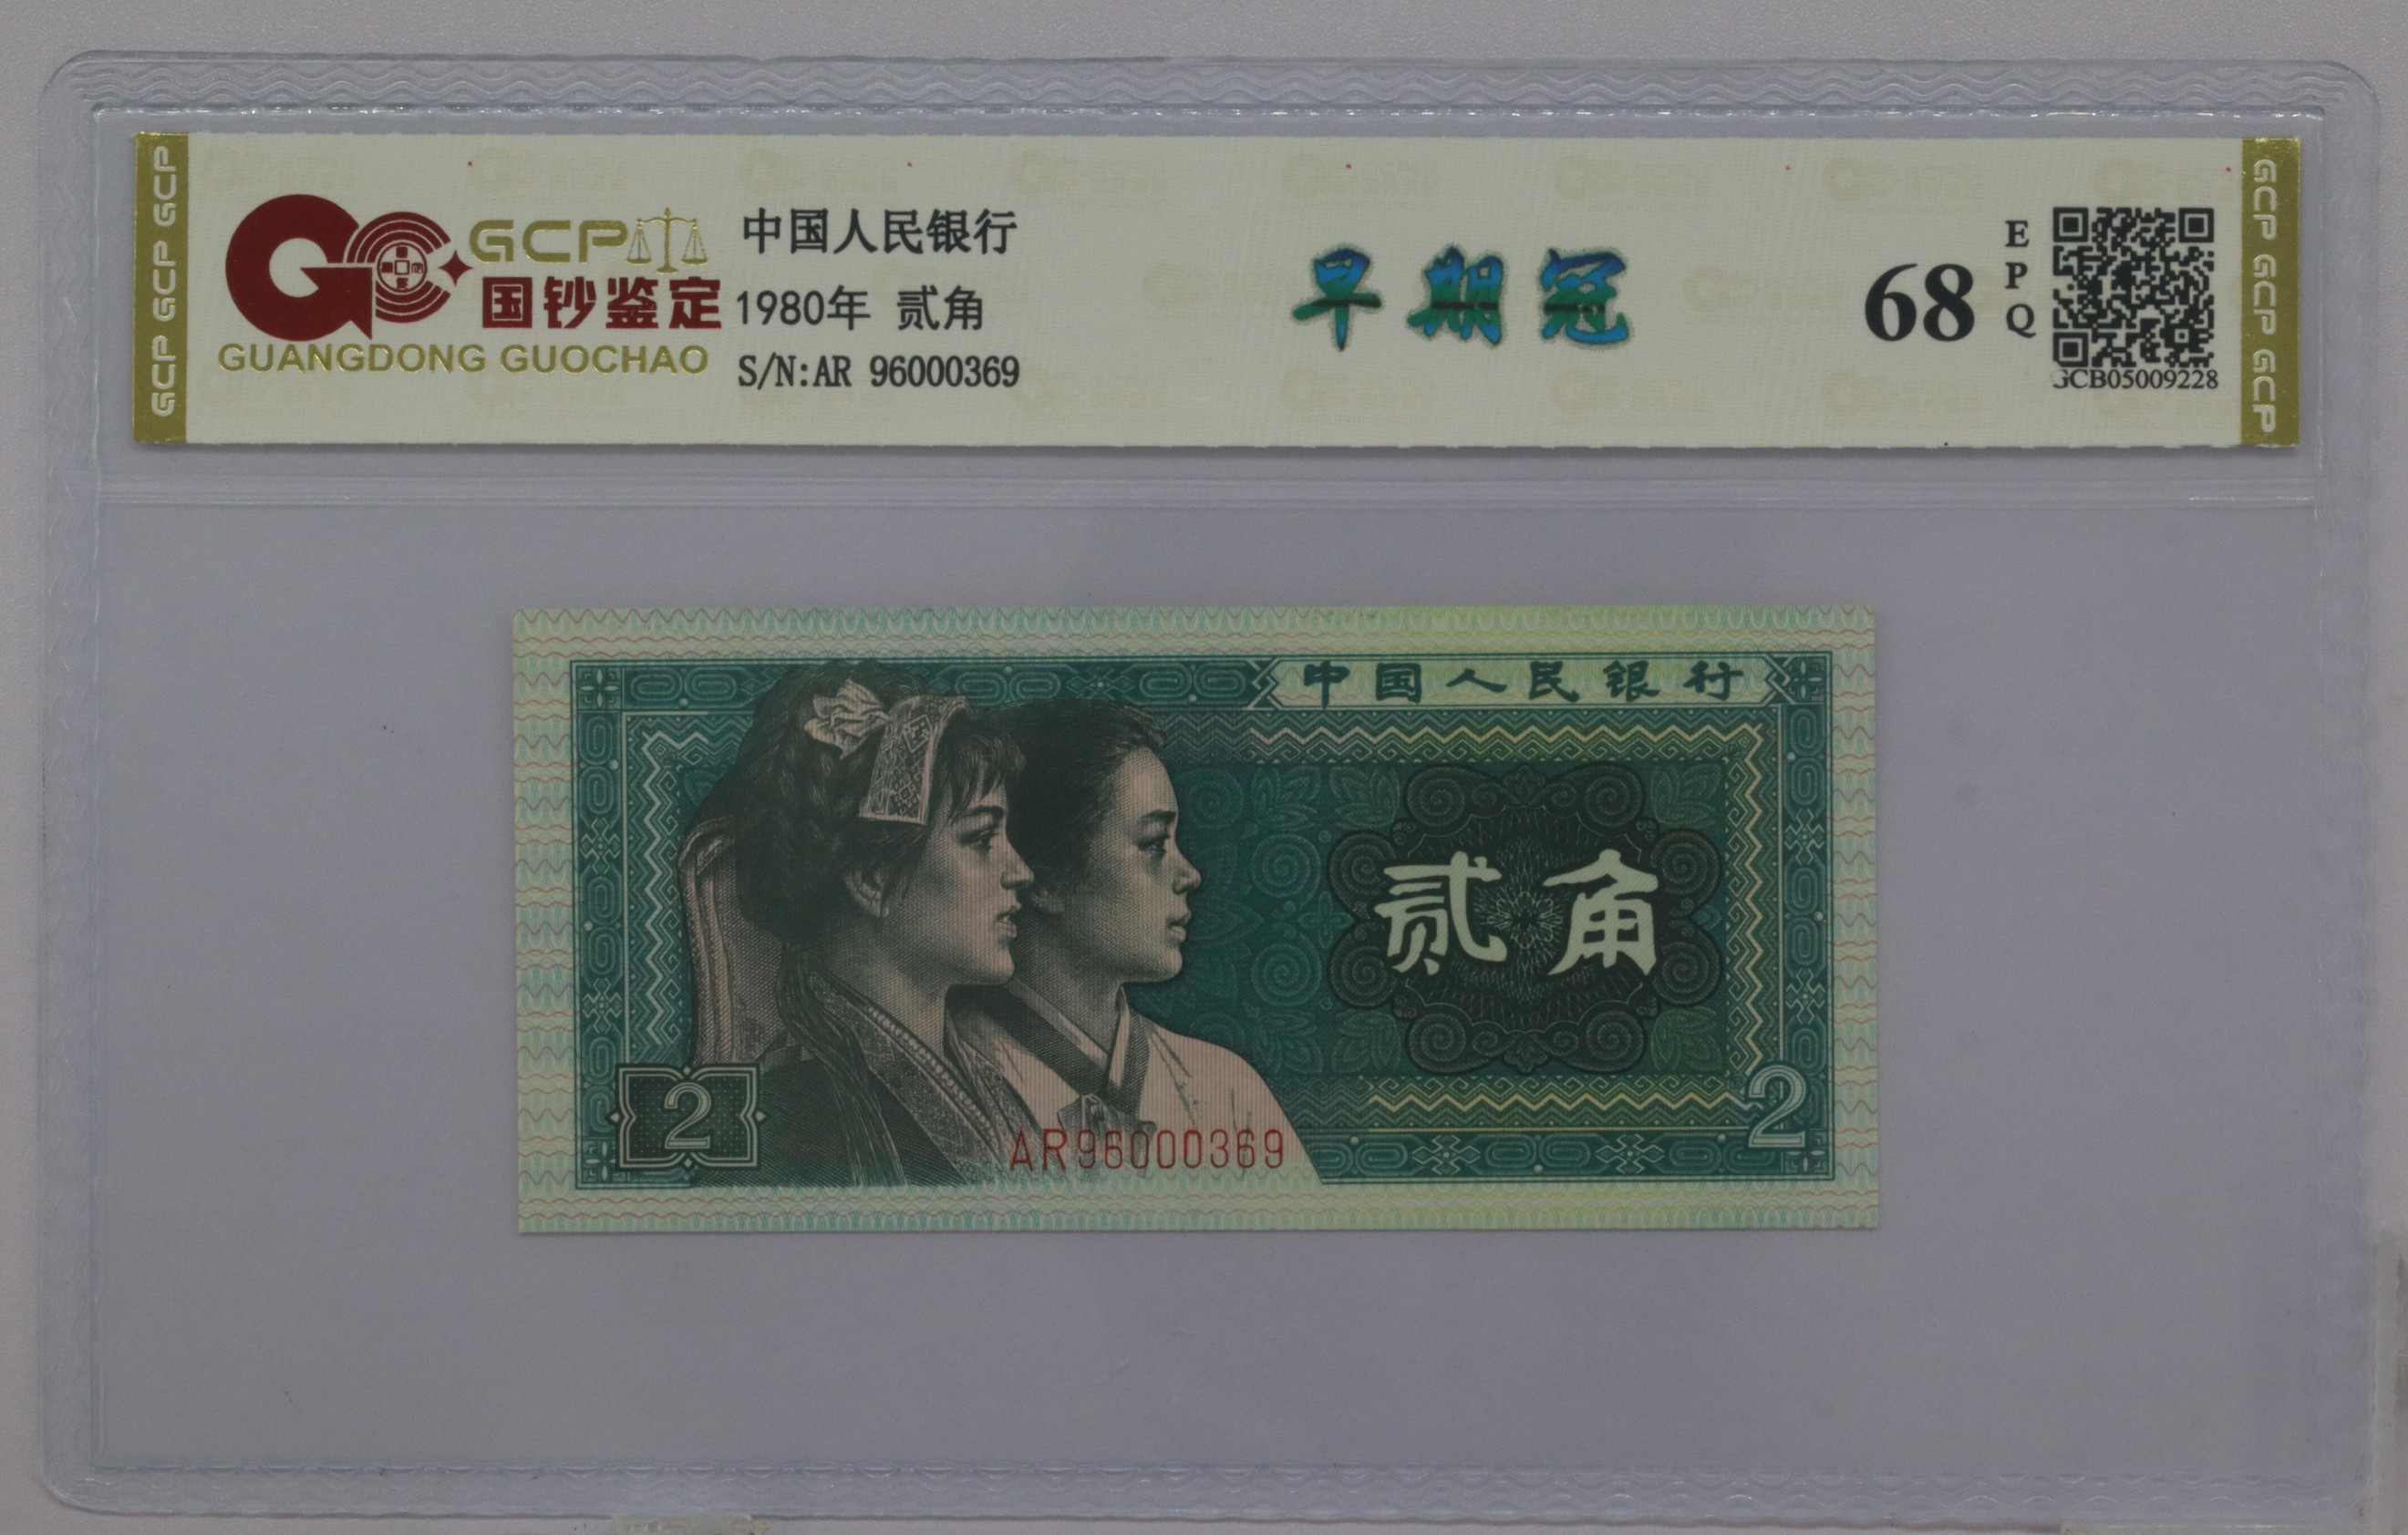 GCP GCP GCP
GCP
国钞鉴定
GUANGDONG GUOCHAO
中国人民银行
1980年 贰角
S/N:AR 96000369
早期冠
68
EPQ
GCB05009228
GCP GCP GCP
中国人民银行
贰角
2
AR96000369
2